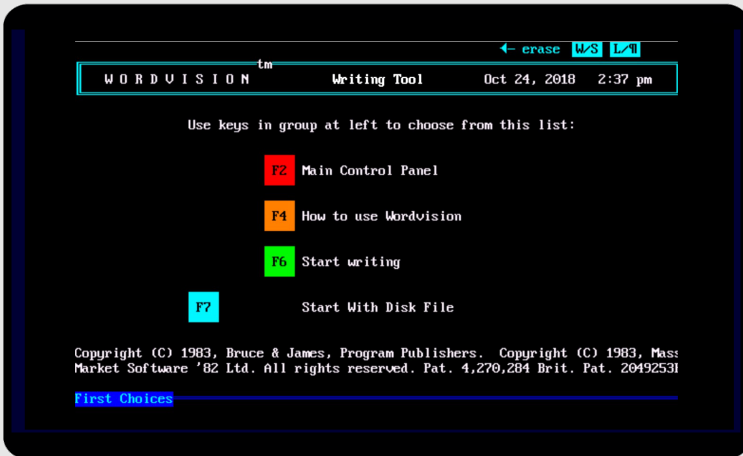 ← erase W/S L/¶
tm
WORDVISION Writing Tool Oct 24, 2018 2:37 pm
Use keys in group at left to choose from this list:
F2 Main Control Panel
F4 How to use Wordvision
F6 Start writing
F7 Start With Disk File
Copyright (C) 1983, Bruce & James, Program Publishers. Copyright (C) 1983, Mass
Market Software '82 Ltd. All rights reserved. Pat. 4,270,284 Brit. Pat. 2049253
First Choices